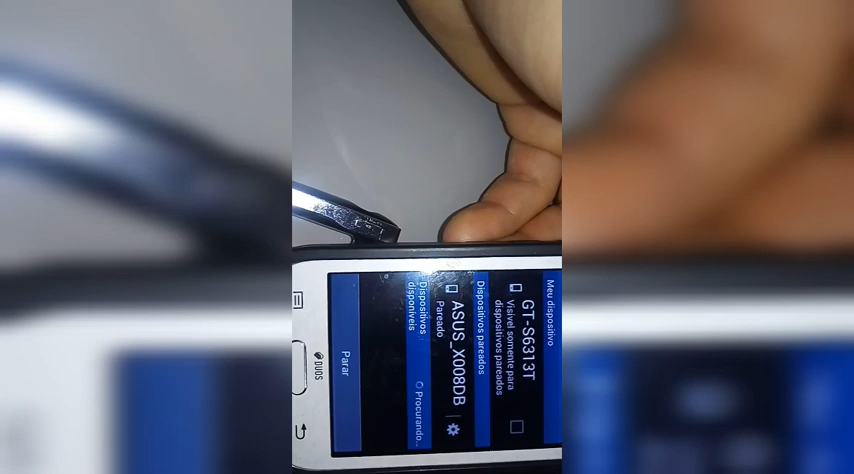 Meu dispositivo
GT-S6313T
Visível somente para
dispositivos pareados
Dispositivos pareados
ASUS_X008DB
Pareado
Dispositivos
disponíveis
Procurando...
Parar
DUOS